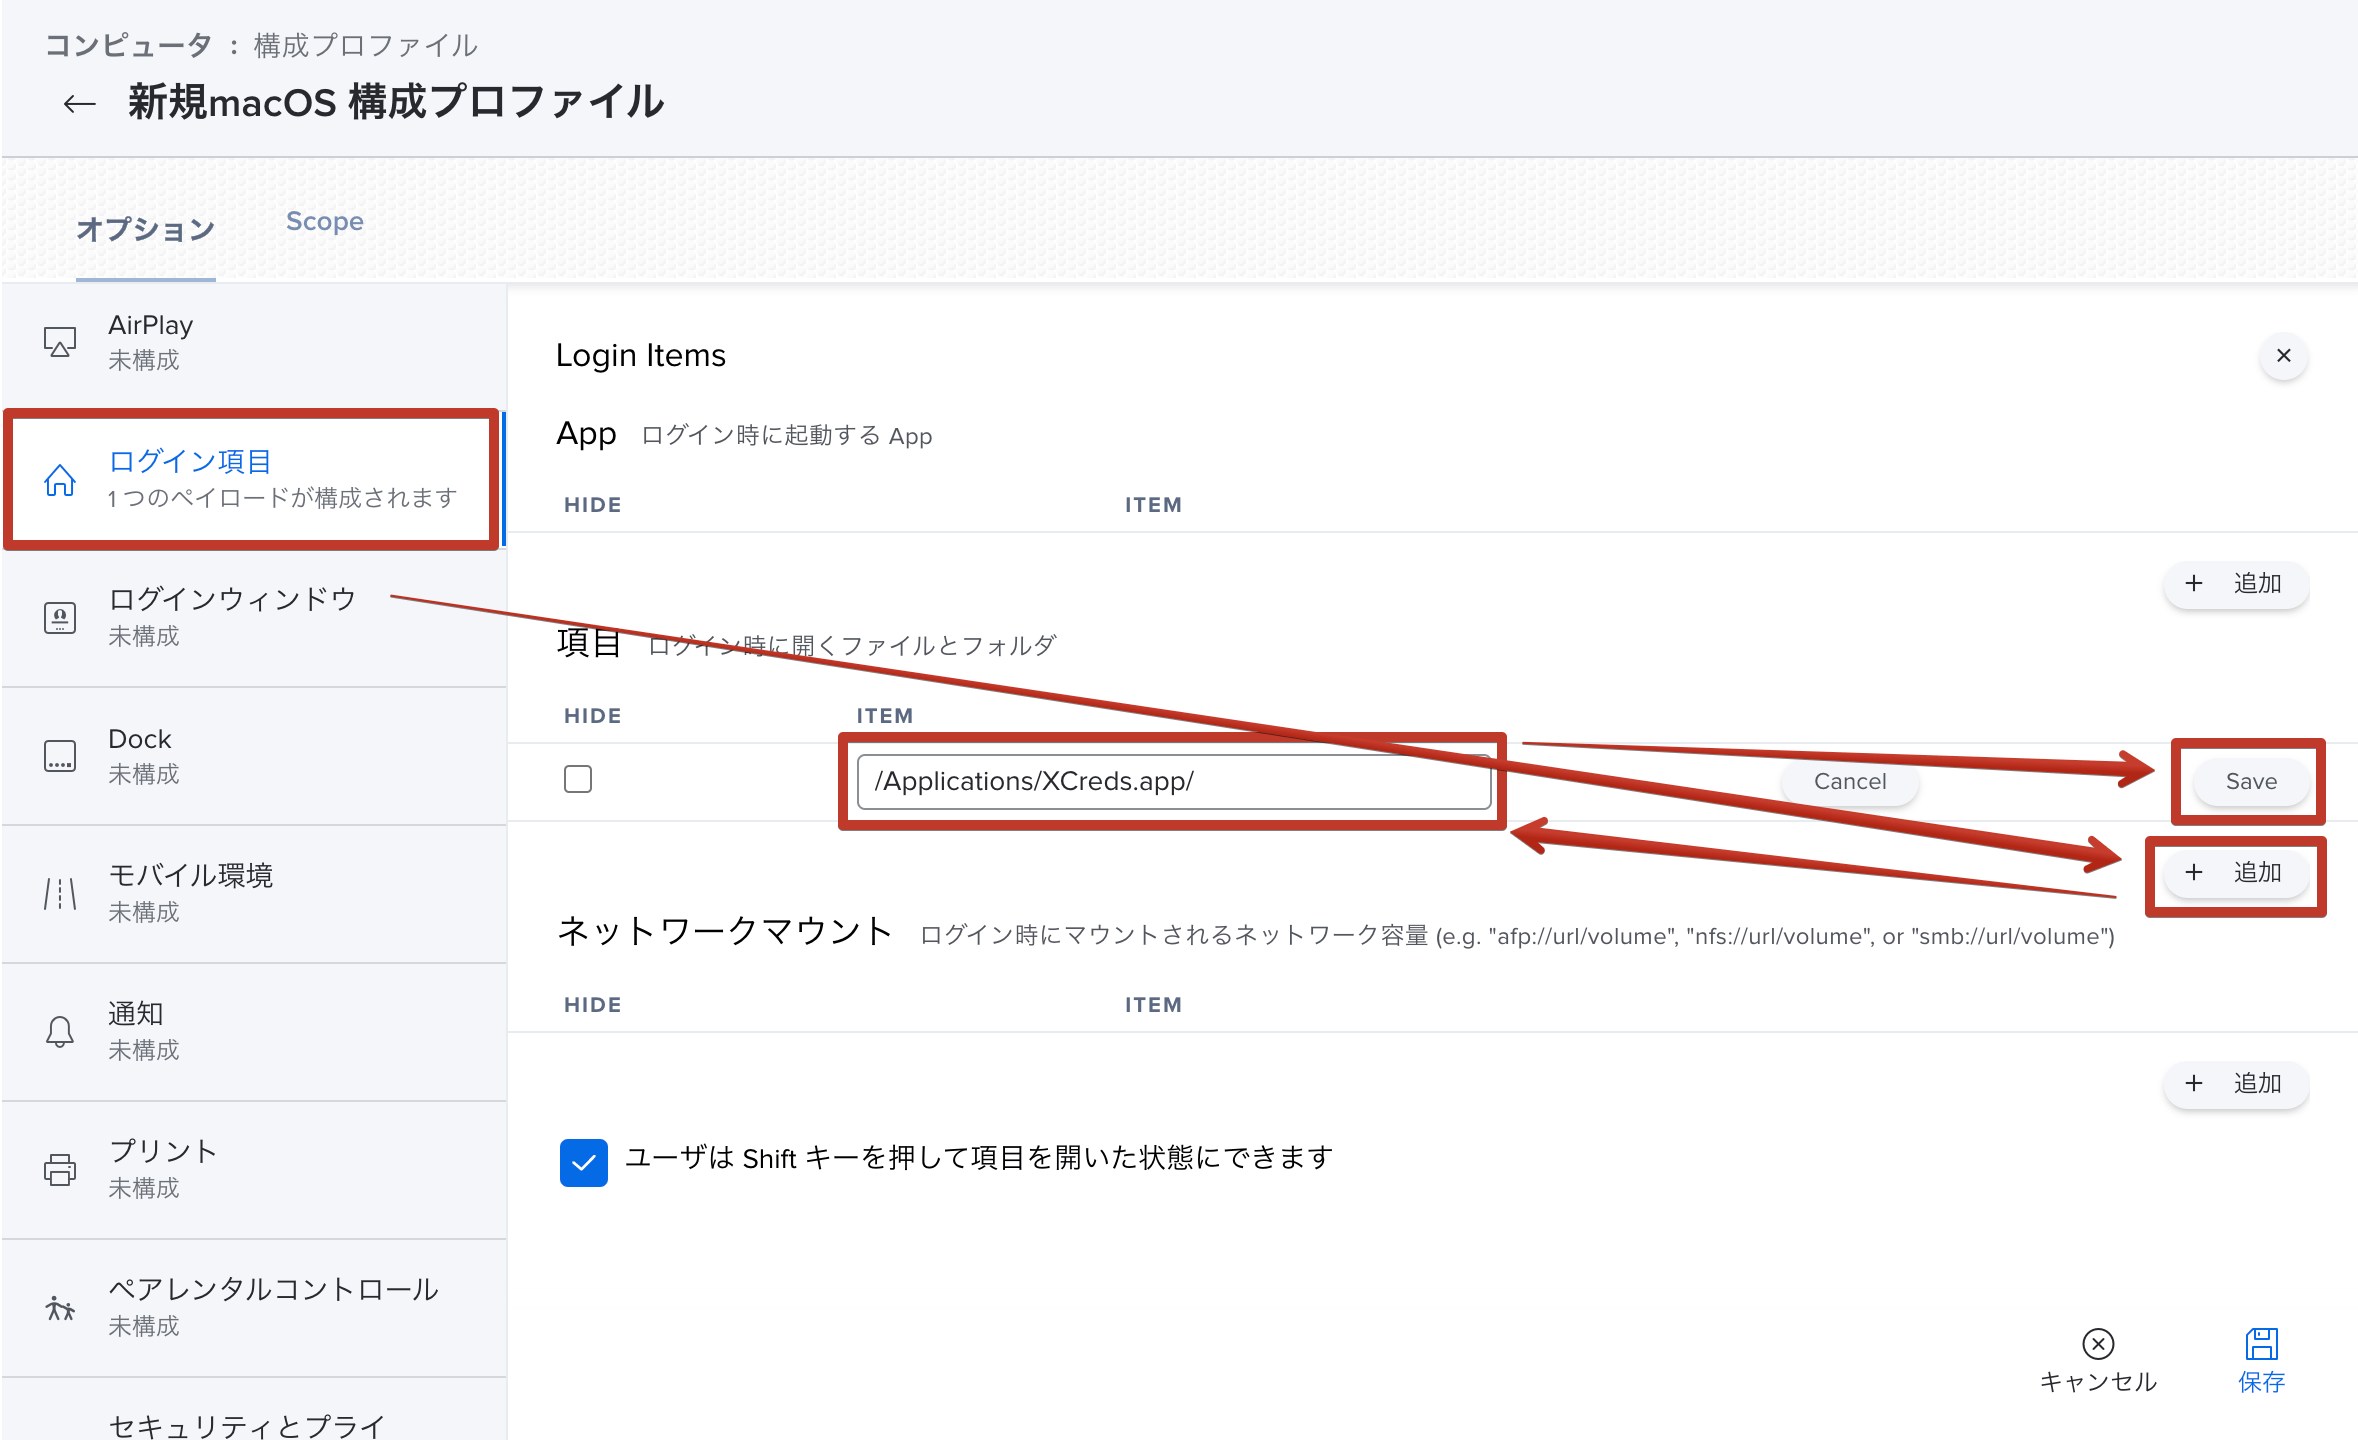 コンピュータ : 構成プロファイル
← 新規macOS 構成プロファイル
オプション Scope
AirPlay
未構成
ログイン項目
1 つのペイロードが構成されます
ログインウィンドウ
未構成
Dock
未構成
モバイル環境
未構成
通知
未構成
プリント
未構成
ペアレンタルコントロール
未構成
セキュリティとプライ
Login Items
App ログイン時に起動する App
HIDE ITEM
+ 追加
項目 ログイン時に開くファイルとフォルダ
HIDE ITEM
/Applications/XCreds.app/ Cancel Save
+ 追加
ネットワークマウント ログイン時にマウントされるネットワーク容量 (e.g. "afp://url/volume", "nfs://url/volume", or "smb://url/volume")
HIDE ITEM
+ 追加
ユーザは Shift キーを押して項目を開いた状態にできます
キャンセル 保存